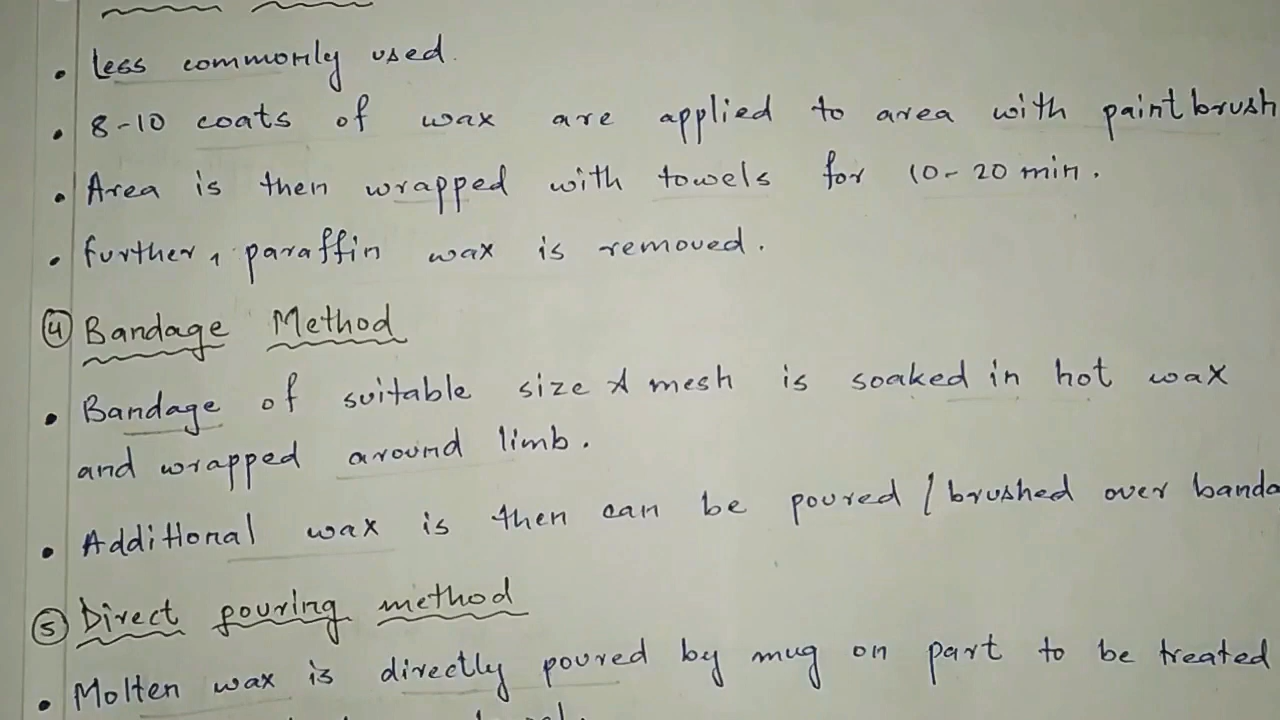 • Less commonly used.
• 8-10 coats of wax are applied to area with paintbrush
• Area is then wrapped with towels for 10-20 min.
• further, paraffin wax is removed.
④ Bandage Method
• Bandage of suitable size & mesh is soaked in hot wax
and wrapped around limb.
• Additional wax is then can be poured / brushed over banda
⑤ Direct pouring method
• Molten wax is directly poured by mug on part to be treated